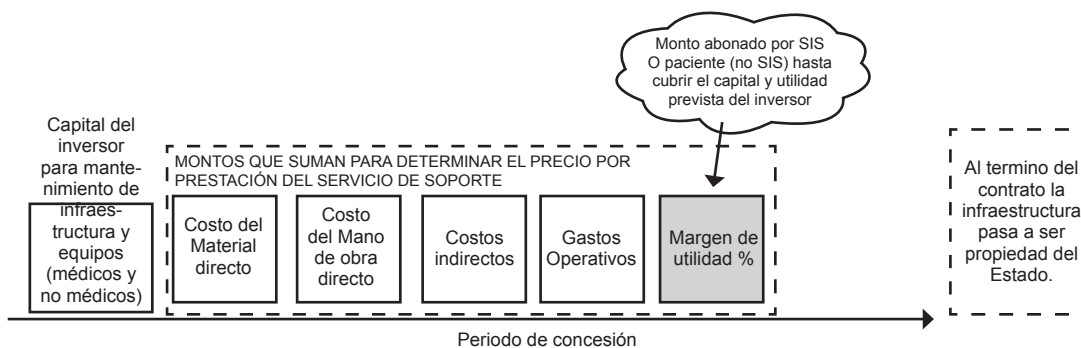 Monto abonado por SIS
O paciente (no SIS) hasta
cubrir el capital y utilidad
prevista del inversor
Capital del
inversor
para mante-
nimiento de
infraes-
tructura y
equipos
(médicos y
no médicos)
MONTOS QUE SUMAN PARA DETERMINAR EL PRECIO POR
PRESTACIÓN DEL SERVICIO DE SOPORTE
Costo del
Material
directo
Costo
del Mano
de obra
directo
Costos
indirectos
Gastos
Operativos
Margen de
utilidad %
Al termino del
contrato la
infraestructura
pasa a ser
propiedad del
Estado.
Periodo de concesión